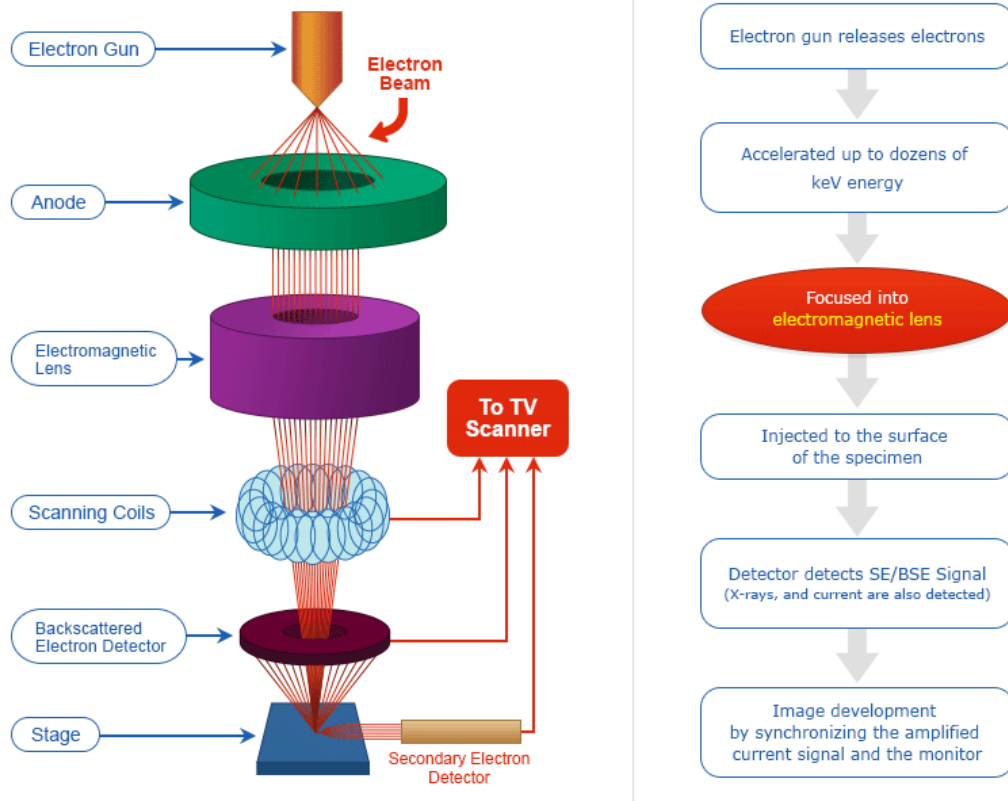 Electron Gun
Electron
Beam
Anode
Electromagnetic
Lens
To TV
Scanner
Scanning Coils
Backscattered
Electron Detector
Stage
Secondary Electron
Detector
Electron gun releases electrons
Accelerated up to dozens of
keV energy
Focused into
electromagnetic lens
Injected to the surface
of the specimen
Detector detects SE/BSE Signal
(X-rays, and current are also detected)
Image development
by synchronizing the amplified
current signal and the monitor